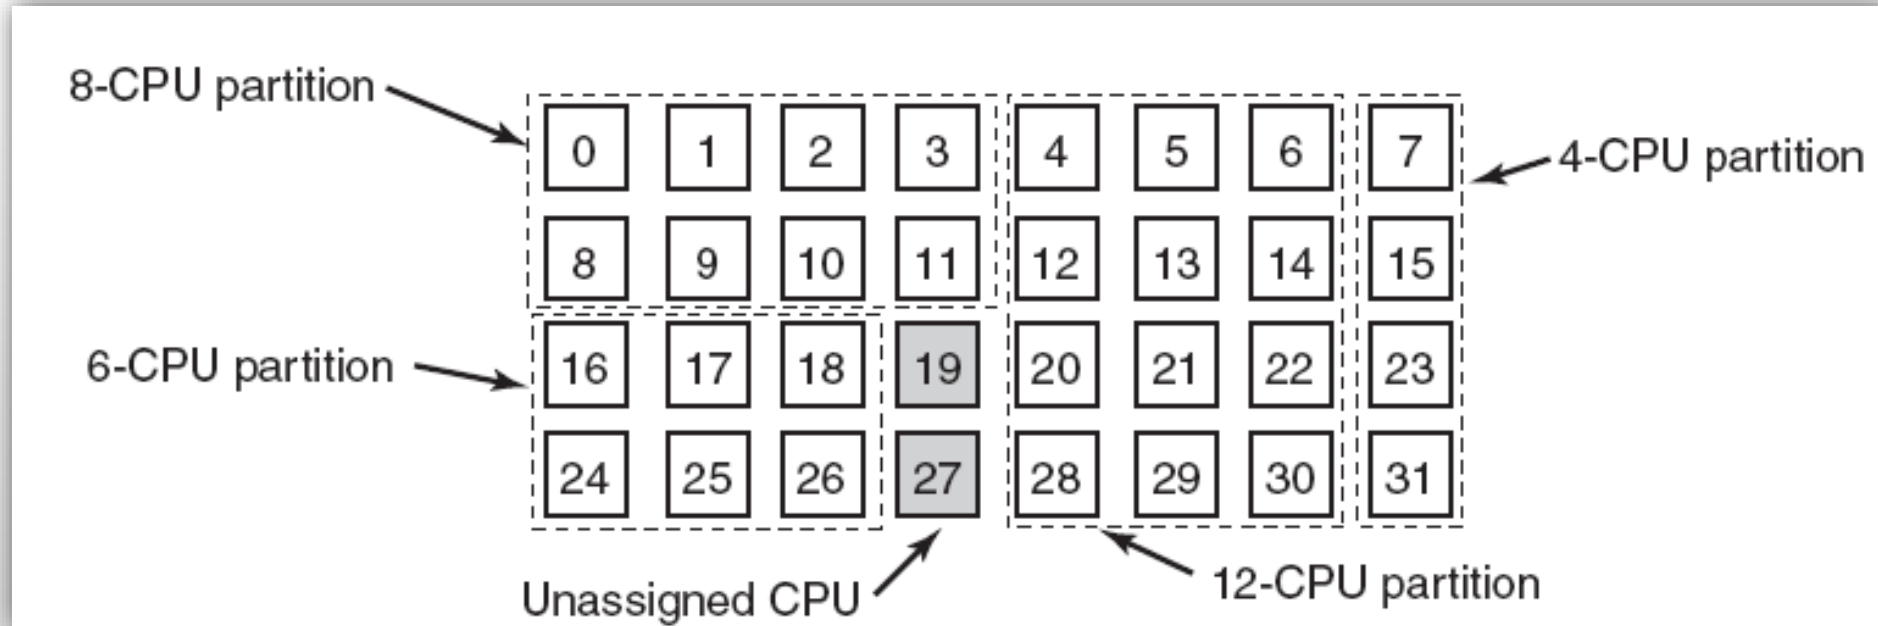 8-CPU partition
0 1 2 3 4 5 6 7
4-CPU partition
8 9 10 11 12 13 14 15
6-CPU partition
16 17 18 19 20 21 22 23
24 25 26 27 28 29 30 31
Unassigned CPU
12-CPU partition